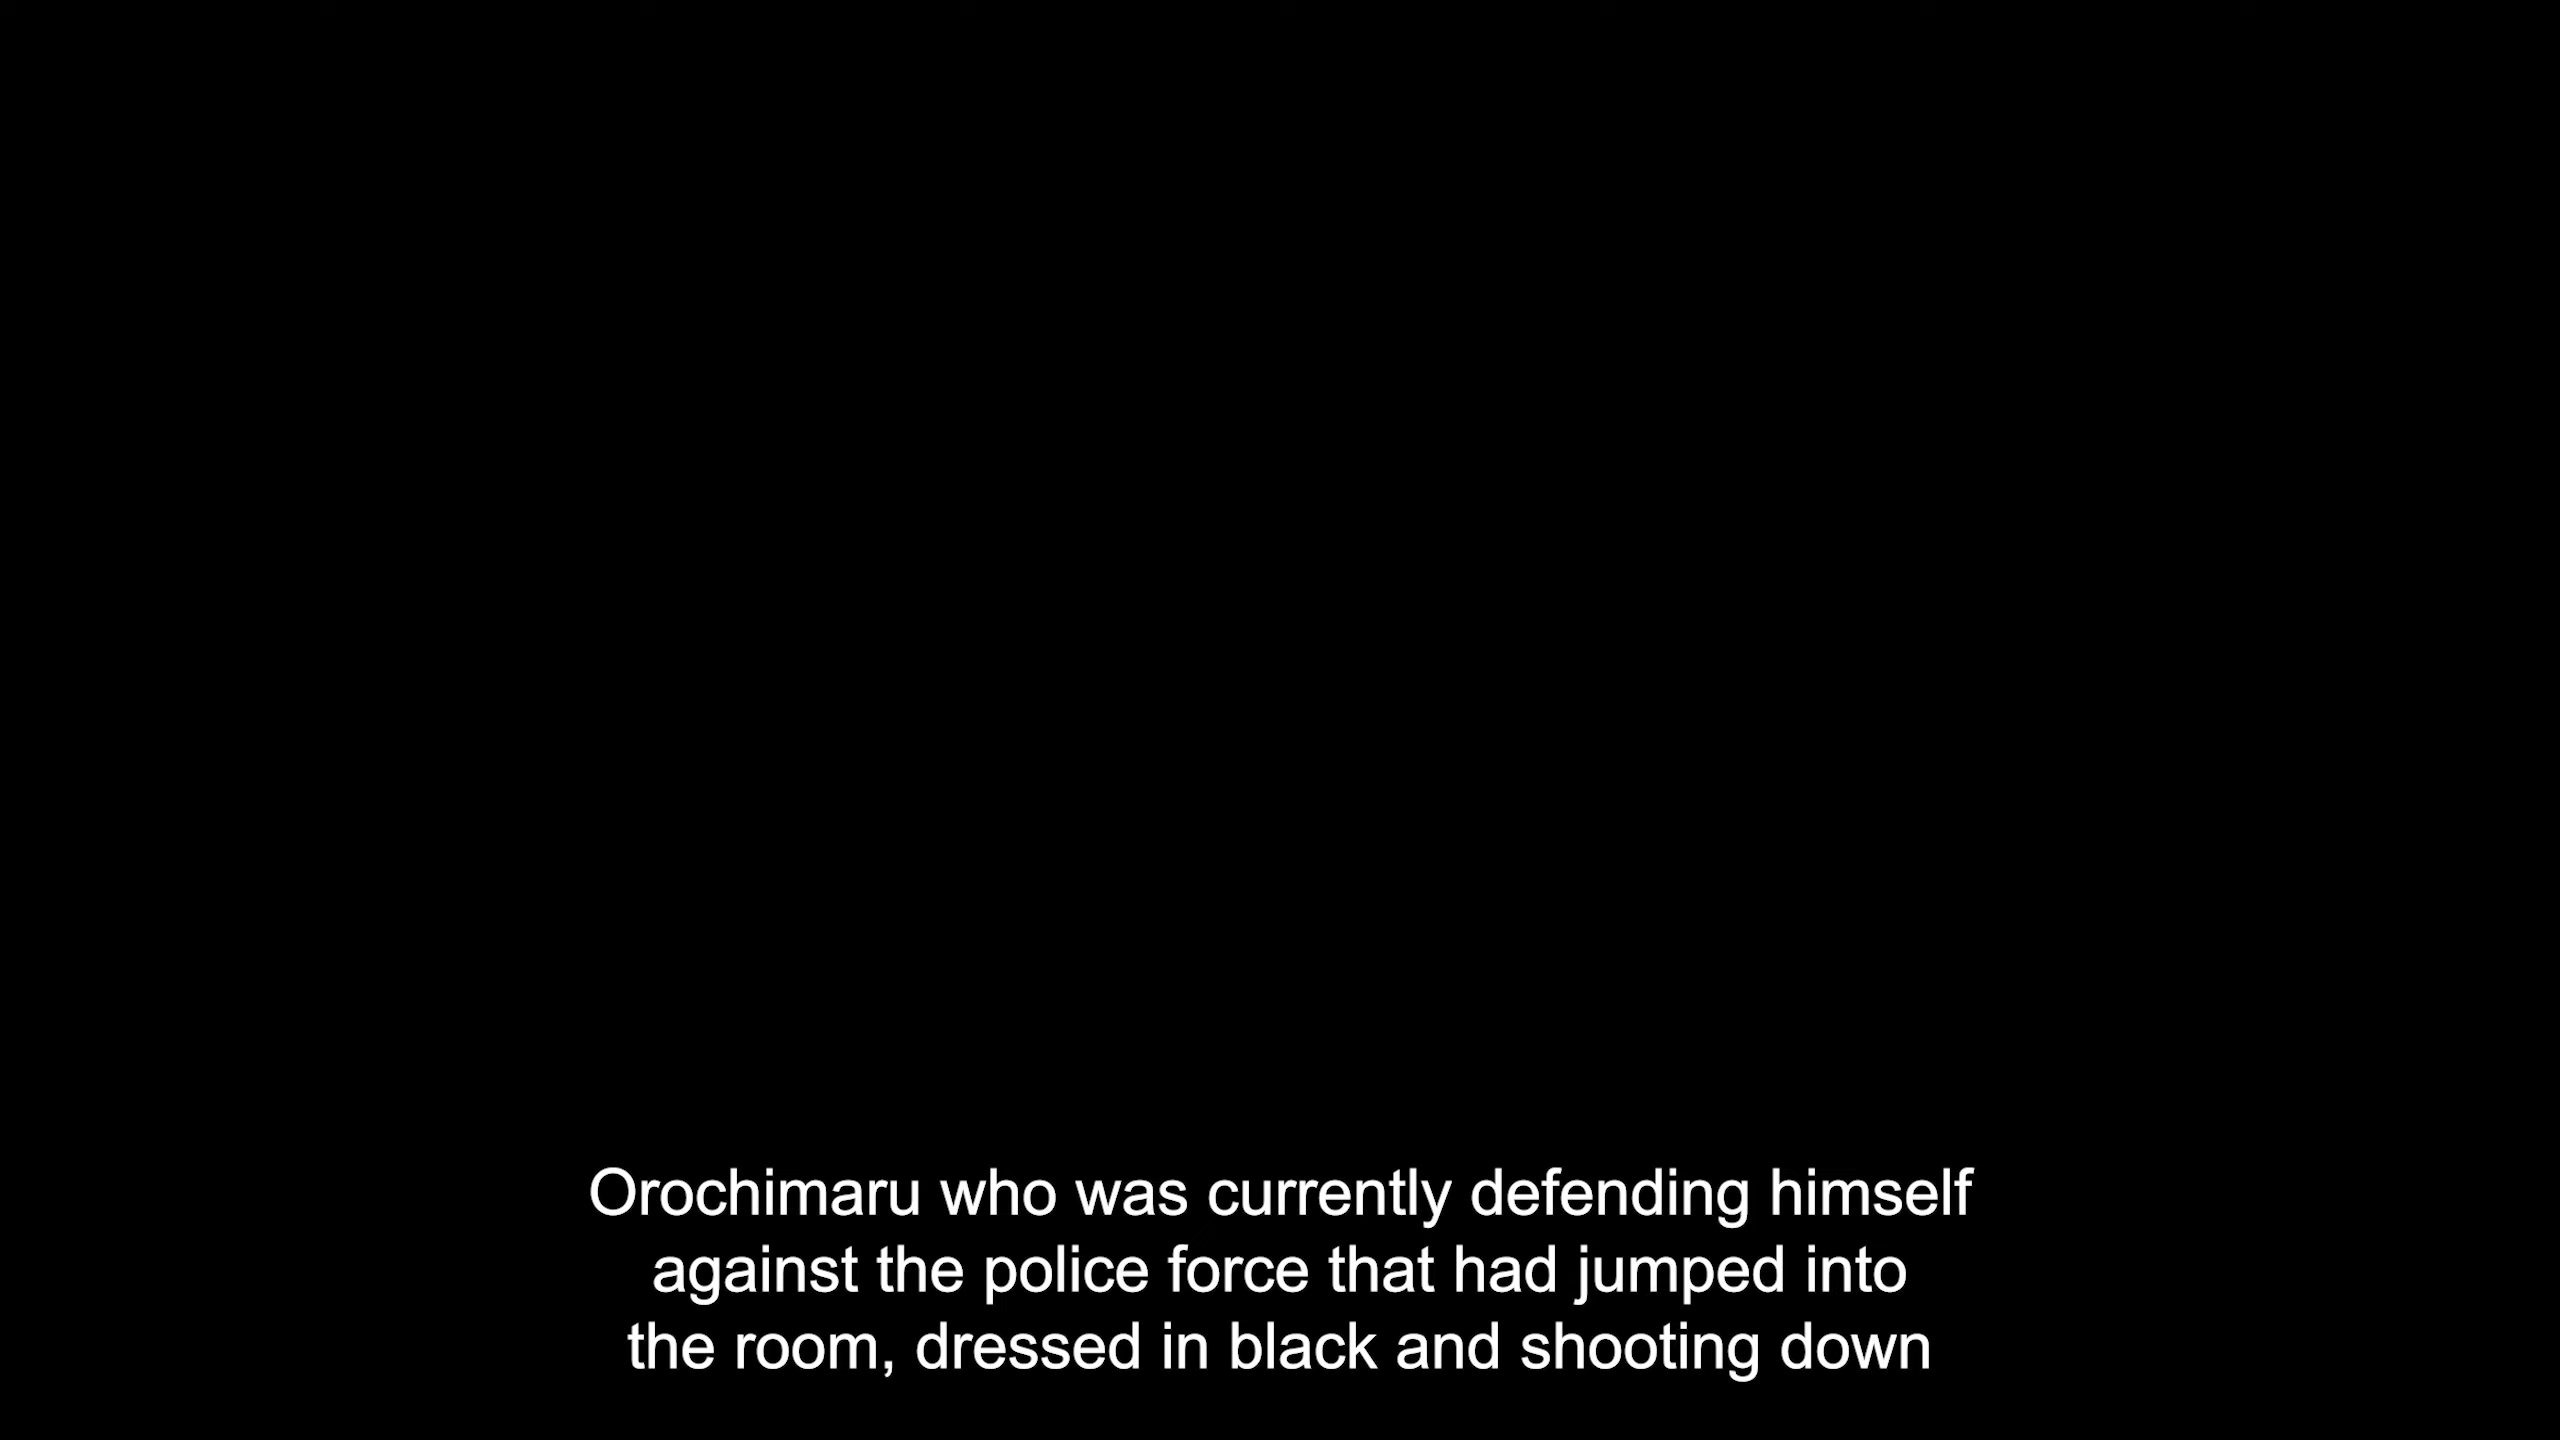 Orochimaru who was currently defending himself
against the police force that had jumped into
the room, dressed in black and shooting down